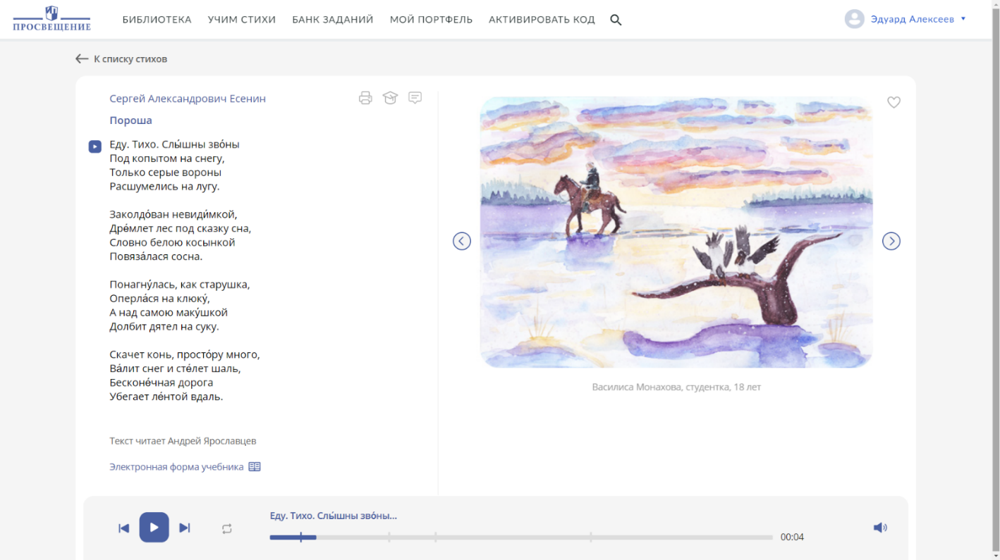 ПРОСВЕЩЕНИЕ
БИБЛИОТЕКА
УЧИМ СТИХИ
БАНК ЗАДАНИЙ
МОЙ ПОРТФЕЛЬ
АКТИВИРОВАТЬ КОД
Эдуард Алексеев
К списку стихов
Сергей Александрович Есенин
Пороша
Еду. Тихо. Слы́шны зво́ны
Под копытом на снегу,
Только серые вороны
Расшумелись на лугу.
Заколдо́ван невиди́мкой,
Дре́млет лес под сказку сна,
Словно белою косынкой
Повяза́лася сосна.
Понагну́лась, как старушка,
Оперла́ся на клюку́,
А над самою маку́шкой
Долбит дятел на суку.
Скачет конь, просто́ру много,
Ва́лит снег и сте́лет шаль,
Бесконе́чная дорога
Убегает ле́нтой вдаль.
Текст читает Андрей Ярославцев
Электронная форма учебника
Василиса Монахова, студентка, 18 лет
Еду. Тихо. Слы́шны зво́ны...
00:04